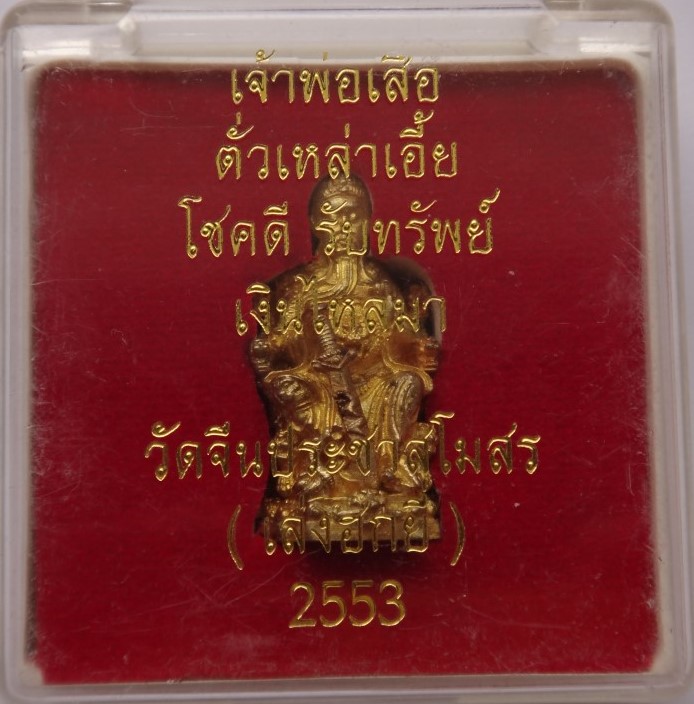 เจ้าพ่อเสือ
ตั่วเหล่าเอี้ย
โชคดี รับทรัพย์
เงินไหลมา
วัดจีนประชาสโมสร
( เล่งฮกยี่ )
2553